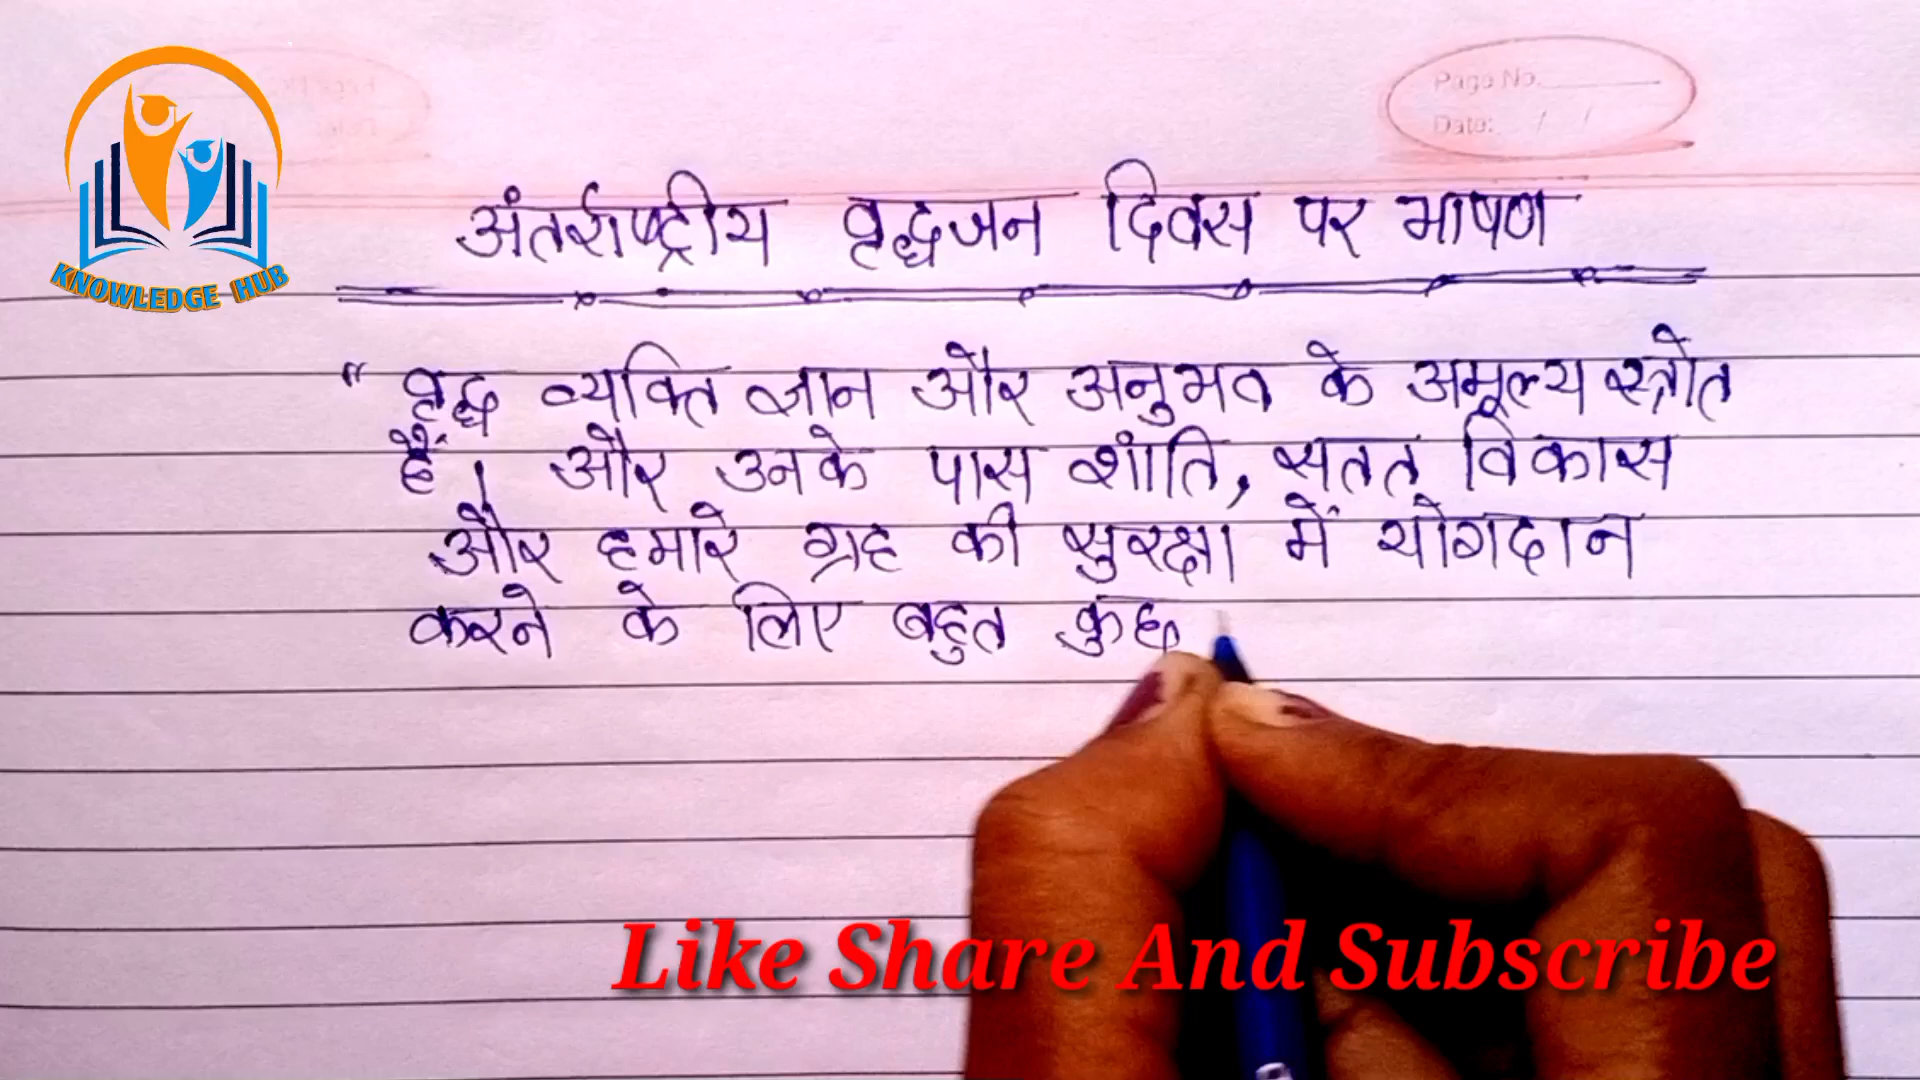 KNOWLEDGE HUB
Page No.
Date: / /
अंतर्राष्ट्रीय वृद्धजन दिवस पर भाषण
" वृद्ध व्यक्ति ज्ञान और अनुभव के अमूल्य स्त्रोत
हैं। और उनके पास शांति, सतत विकास
और हमारे ग्रह की सुरक्षा में योगदान
करने के लिए बहुत कुछ
Like Share And Subscribe